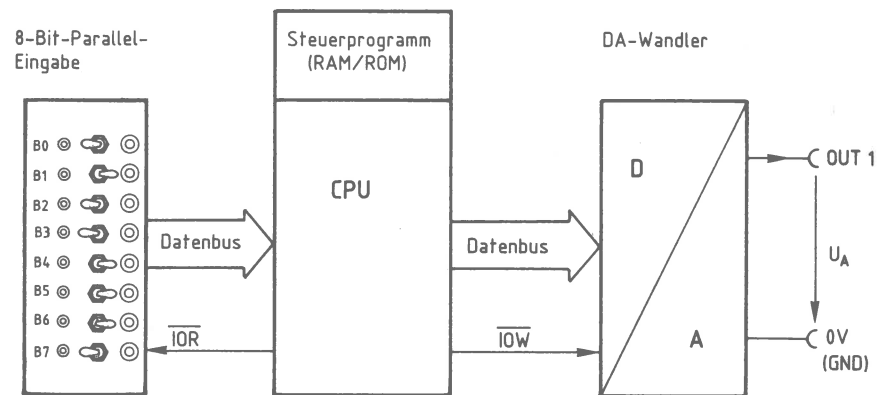 8-Bit-Parallel-
Eingabe
Steuerprogramm
(RAM/ROM)
DA-Wandler
B0
B1
B2
B3
B4
B5
B6
B7
Datenbus
IOR
CPU
Datenbus
IOW
D
A
OUT 1
UA
0V
(GND)